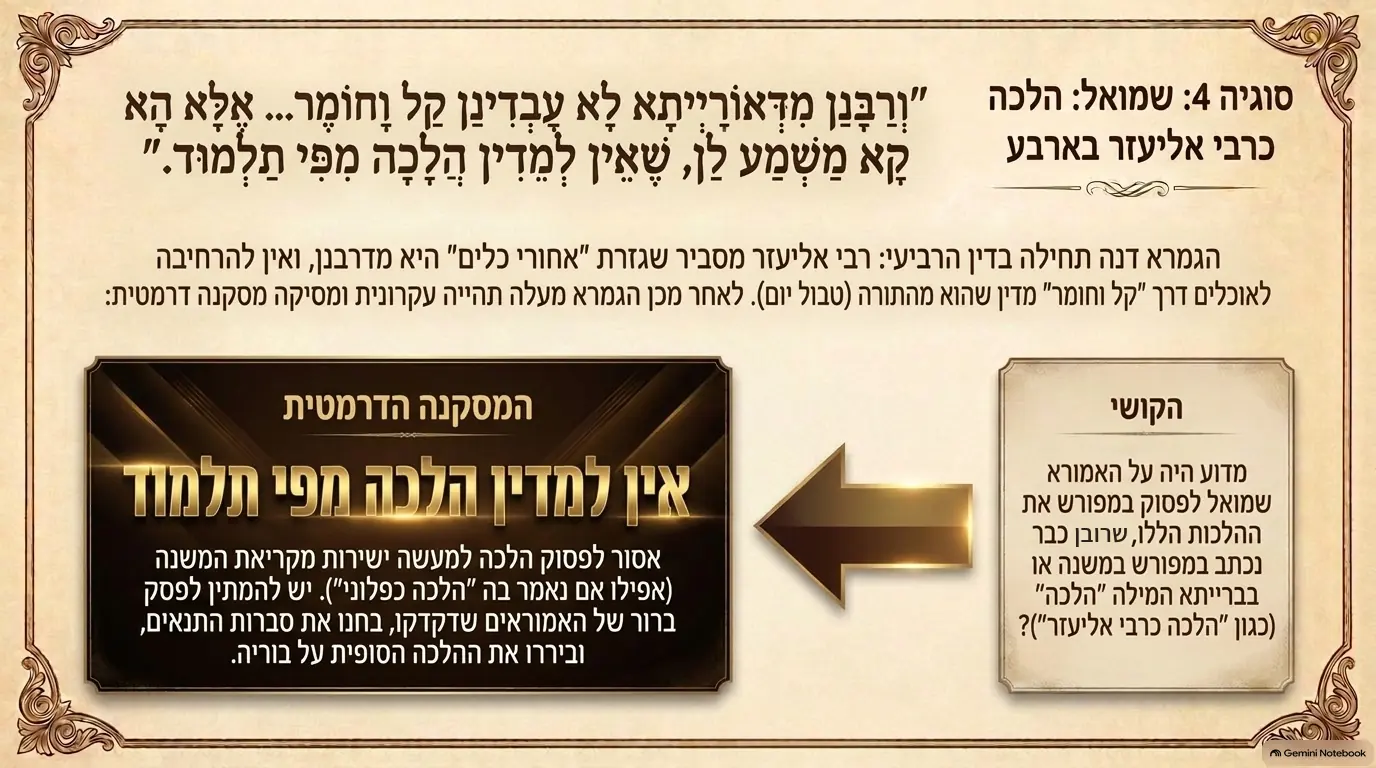 סוגיה 4: שמואל: הלכה
כרבי אליעזר בארבע
"וְרַבָּנַן מִדְּאוֹרָיְיתָא לָא עָבְדִינַן קַל וָחוֹמֶר... אֶלָּא הָא
קָא מַשְׁמַע לַן, שֶׁאֵין לְמֵדִין הֲלָכָה מִפִּי תַלְמוּד."
הגמרא דנה תחילה בדין הרביעי: רבי אליעזר מסביר שגזרת "אחורי כלים" היא מדרבנן, ואין להרחיבה
לאוכלים דרך "קל וחומר" מדין שהוא מהתורה (טבול יום). לאחר מכן הגמרא מעלה תהייה עקרונית ומסיקה מסקנה דרמטית:
הקושי
מדוע היה על האמורא
שמואל לפסוק במפורש את
ההלכות הללו, שרובן כבר
נכתב במפורש במשנה או
בברייתא המילה "הלכה"
(כגון "הלכה כרבי אליעזר")?
המסקנה הדרמטית
אין למדין הלכה מפי תלמוד
אסור לפסוק הלכה למעשה ישירות מקריאת המשנה
(אפילו אם נאמר בה "הלכה כפלוני"). יש להמתין לפסק
ברור של האמוראים שדקדקו, בחנו את סברות התנאים,
וביררו את ההלכה הסופית על בוריה.
Gemini Notebook